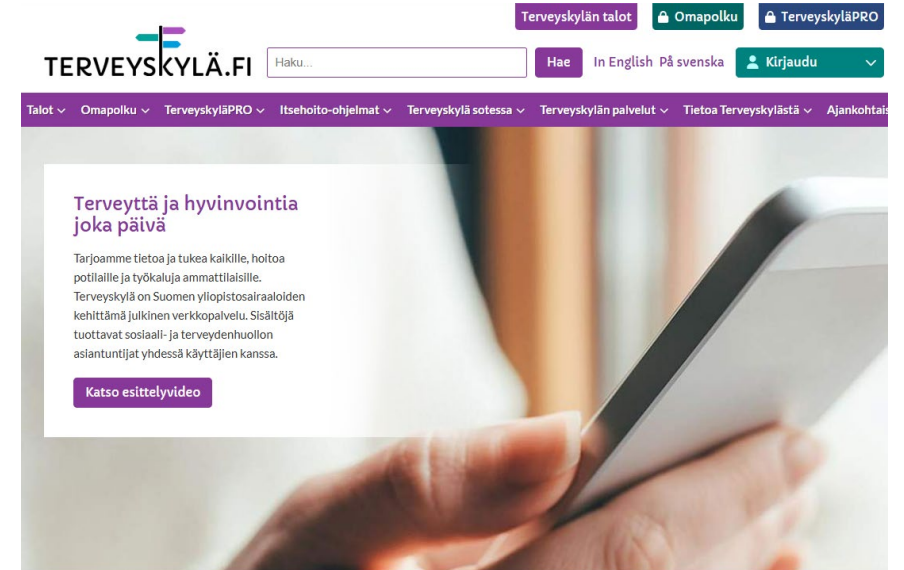 Terveyskylän talot
Omapolku
TerveyskyläPRO
TERVEYSKYLÄ.FI
Haku...
Hae
In English På svenska
Kirjaudu
Talot Omapolku TerveyskyläPRO Itsehoito-ohjelmat Terveyskylä sotessa Terveyskylän palvelut Tietoa Terveyskylästä Ajankohtais
Terveyttä ja hyvinvointia
joka päivä
Tarjoamme tietoa ja tukea kaikille, hoitoa
potilaille ja työkaluja ammattilaisille.
Terveyskylä on Suomen yliopistosairaaloiden
kehittämä julkinen verkkopalvelu. Sisältöjä
tuottavat sosiaali- ja terveydenhuollon
asiantuntijat yhdessä käyttäjien kanssa.
Katso esittelyvideo